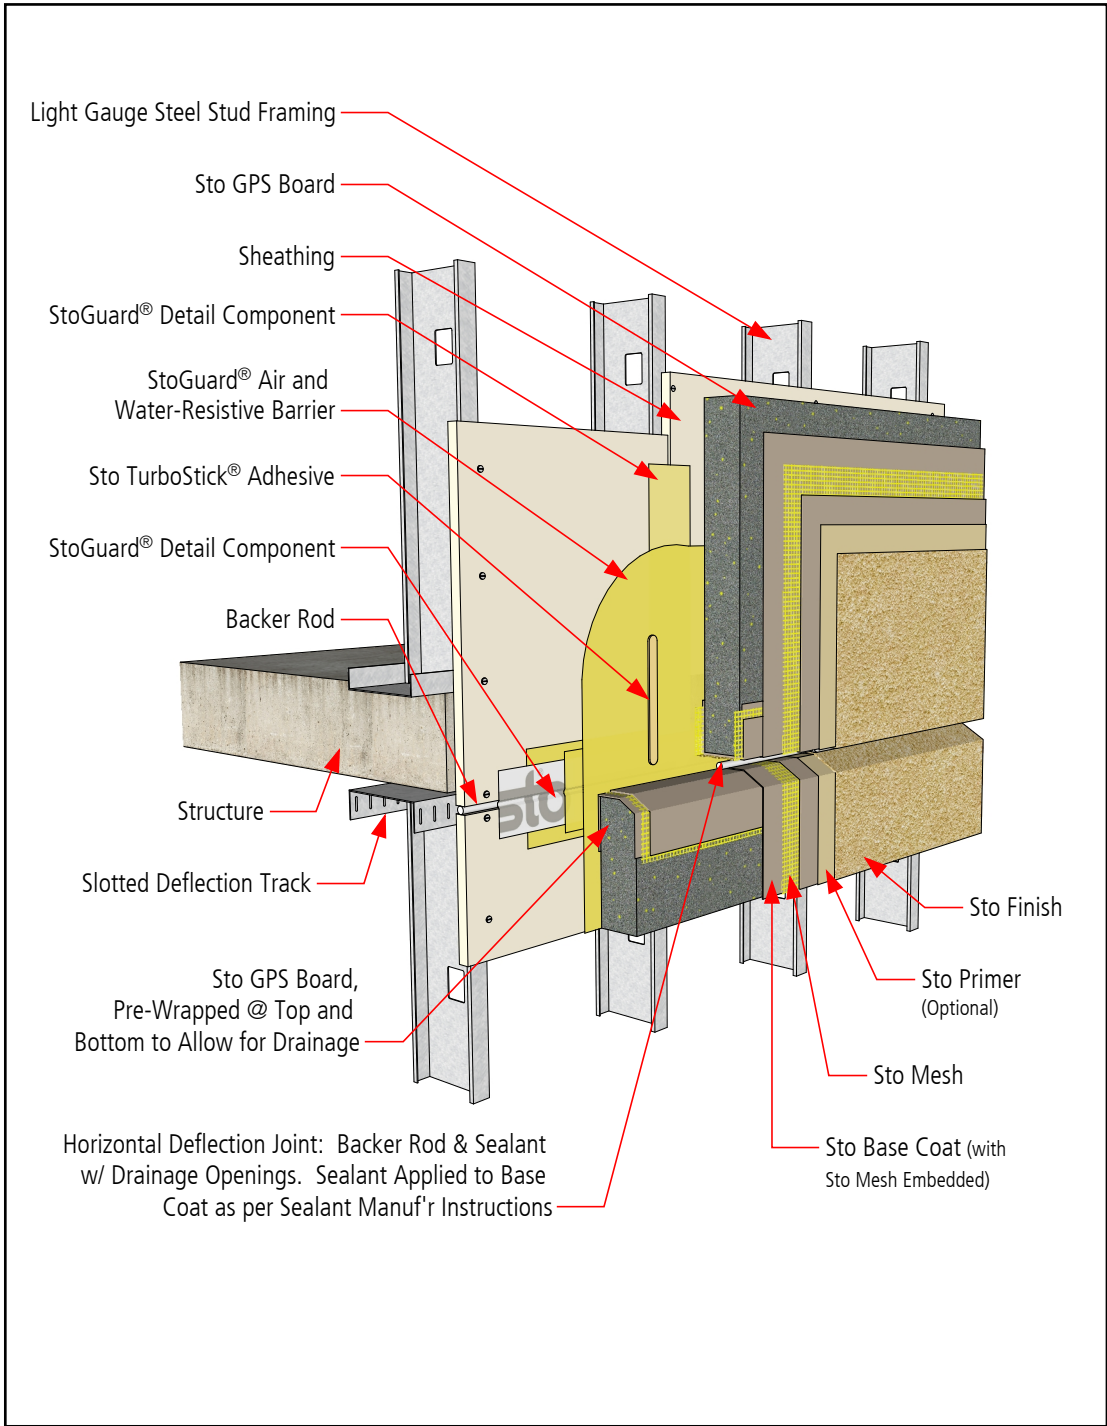 Light Gauge Steel Stud Framing
Sto GPS Board
Sheathing
StoGuard® Detail Component
StoGuard® Air and
Water-Resistive Barrier
Sto TurboStick® Adhesive
StoGuard® Detail Component
Backer Rod
sto
Structure
Slotted Deflection Track
Sto GPS Board,
Pre-Wrapped @ Top and
Bottom to Allow for Drainage
Horizontal Deflection Joint: Backer Rod & Sealant
w/ Drainage Openings. Sealant Applied to Base
Coat as per Sealant Manuf'r Instructions
Sto Finish
Sto Primer
(Optional)
Sto Mesh
Sto Base Coat (with
Sto Mesh Embedded)